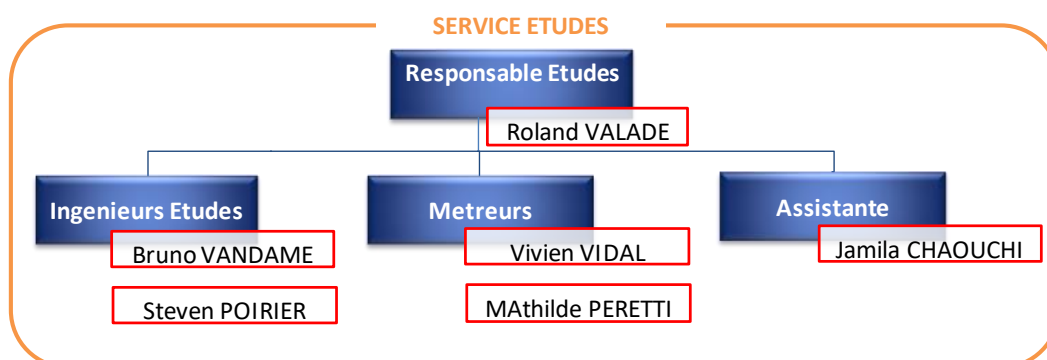 SERVICE ETUDES
Responsable Etudes
Roland VALADE
Ingenieurs Etudes
Metreurs
Assistante
Bruno VANDAME
Vivien VIDAL
Jamila CHAOUCHI
Steven POIRIER
MAthilde PERETTI